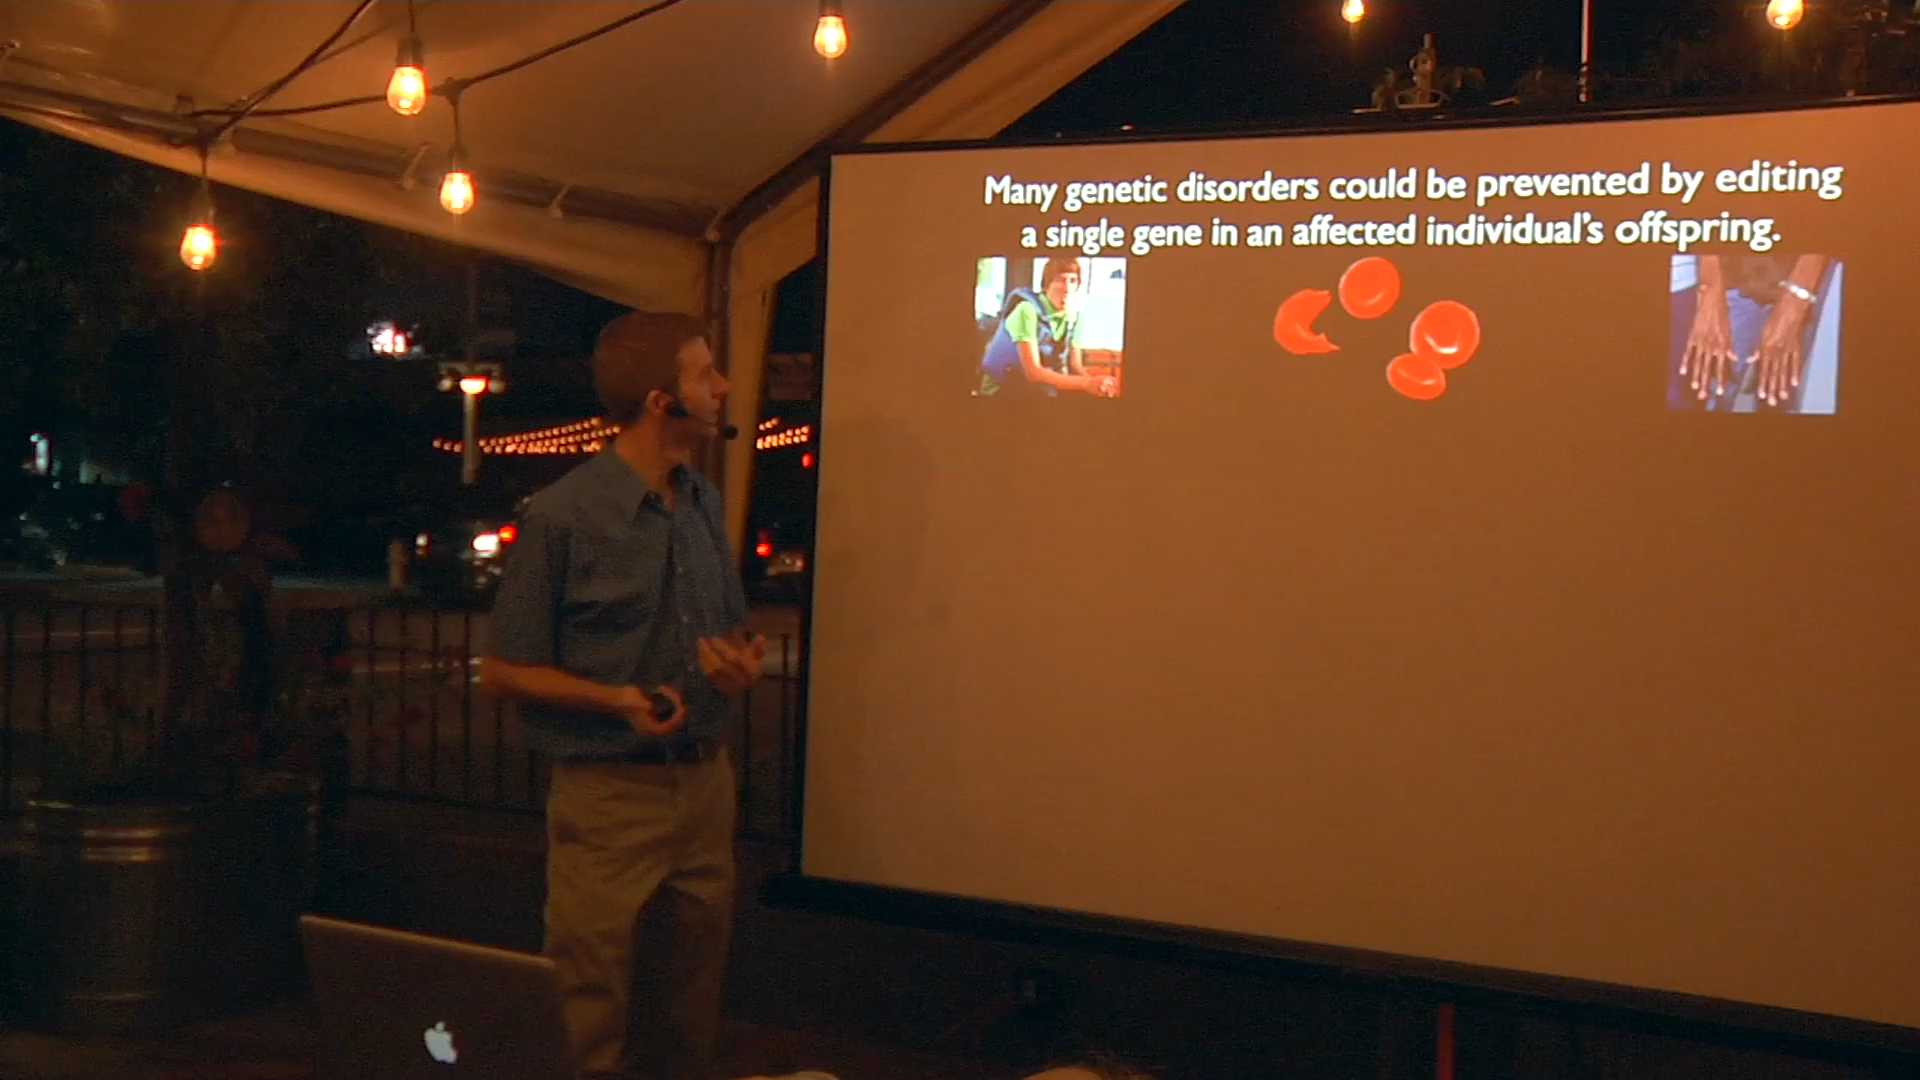 Many genetic disorders could be prevented by editing
a single gene in an affected individual's offspring.